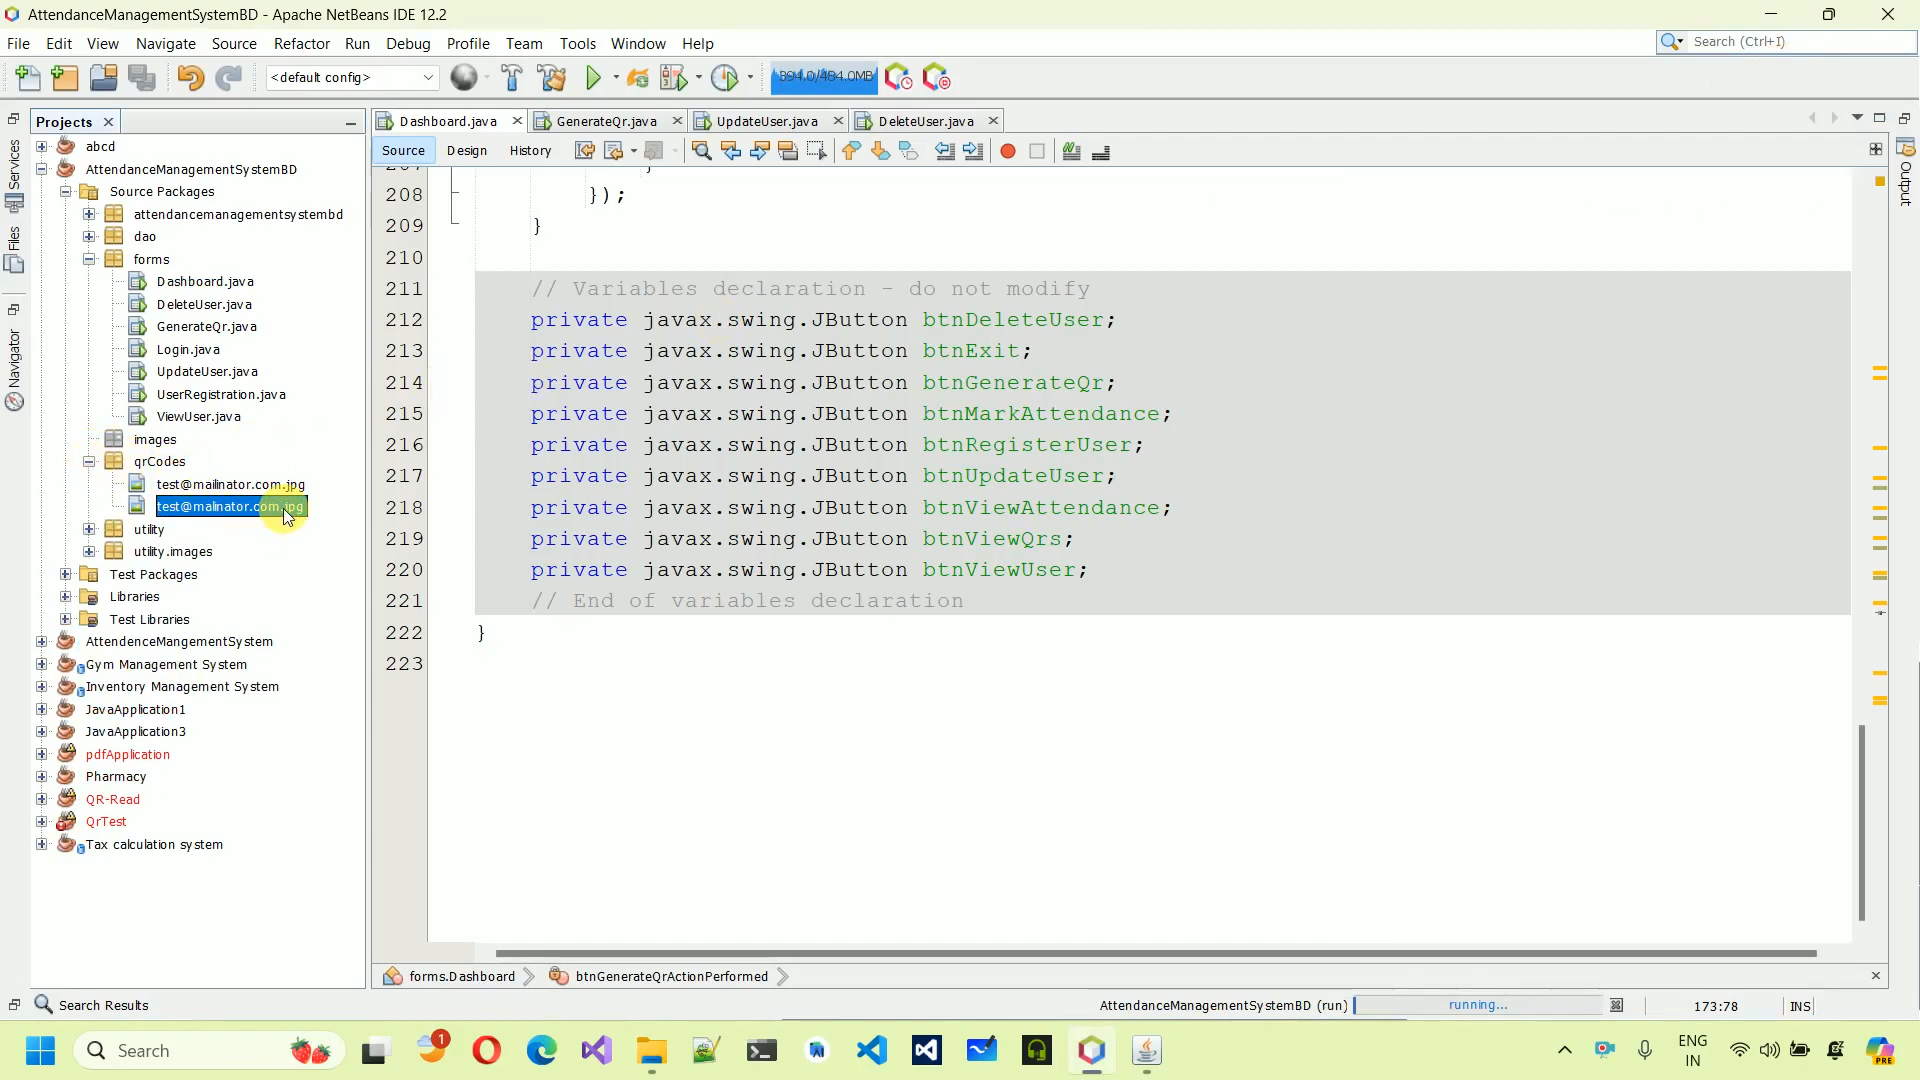 AttendanceManagementSystemBD - Apache NetBeans IDE 12.2
File Edit View Navigate Source Refactor Run Debug Profile Team Tools Window Help
Search (Ctrl+I)
<default config>
394.0/484.0MB
Projects
Dashboard.java GenerateQr.java UpdateUser.java DeleteUser.java
Source Design History
Services
Files
Navigator
Output
abcd
AttendanceManagementSystemBD
Source Packages
attendancemanagementsystembd
dao
forms
Dashboard.java
DeleteUser.java
GenerateQr.java
Login.java
UpdateUser.java
UserRegistration.java
ViewUser.java
images
qrCodes
test@mailinator.com.jpg
test@malinator.com.jpg
utility
utility.images
Test Packages
Libraries
Test Libraries
AttendenceMangementSystem
Gym Management System
Inventory Management System
JavaApplication1
JavaApplication3
pdfApplication
Pharmacy
QR-Read
QrTest
Tax calculation system
208 });
209 }
210
211 // Variables declaration - do not modify
212 private javax.swing.JButton btnDeleteUser;
213 private javax.swing.JButton btnExit;
214 private javax.swing.JButton btnGenerateQr;
215 private javax.swing.JButton btnMarkAttendance;
216 private javax.swing.JButton btnRegisterUser;
217 private javax.swing.JButton btnUpdateUser;
218 private javax.swing.JButton btnViewAttendance;
219 private javax.swing.JButton btnViewQrs;
220 private javax.swing.JButton btnViewUser;
221 // End of variables declaration
222 }
223
forms.Dashboard btnGenerateQrActionPerformed
Search Results
AttendanceManagementSystemBD (run) running... 173:78 INS
Search
1
ENG
IN
PRE